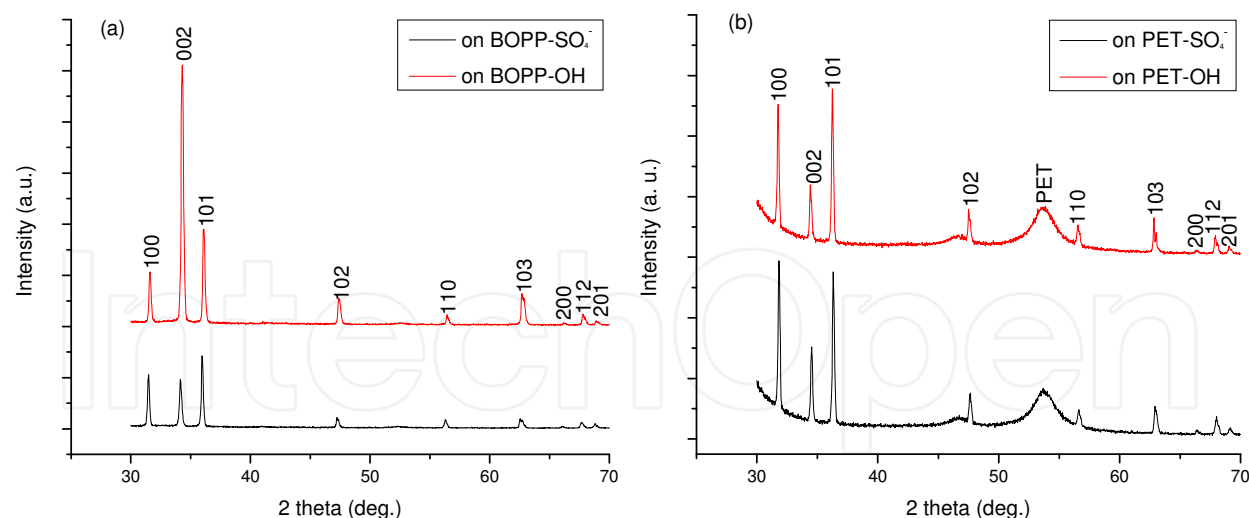 (a)
on BOPP-SO₄⁻
on BOPP-OH
100
002
101
102
110
103
200
112
201
Intensity (a.u.)
30 40 50 60 70
2 theta (deg.)
(b)
on PET-SO₄⁻
on PET-OH
100
002
101
102
PET
110
103
200
112
201
Intensity (a. u.)
30 40 50 60 70
2 theta (deg.)
IntechOpen